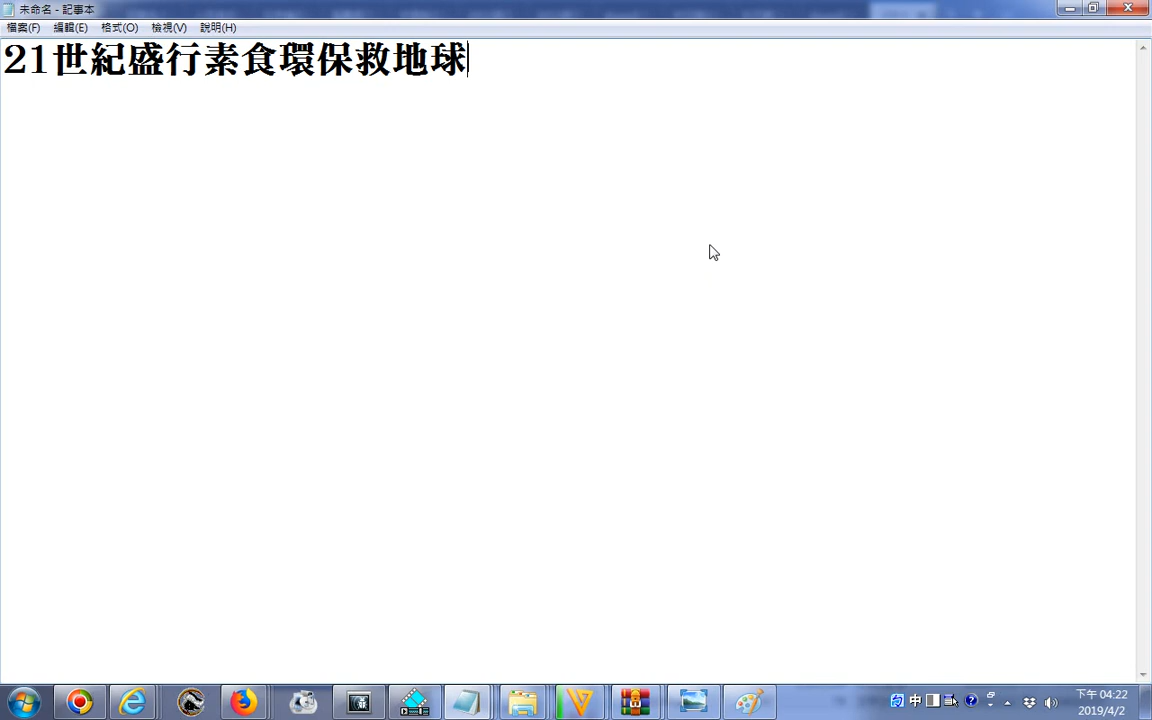 未命名 - 記事本
檔案(F) 編輯(E) 格式(O) 檢視(V) 說明(H)
21世紀盛行素食環保救地球
中
下午 04:22
2019/4/2